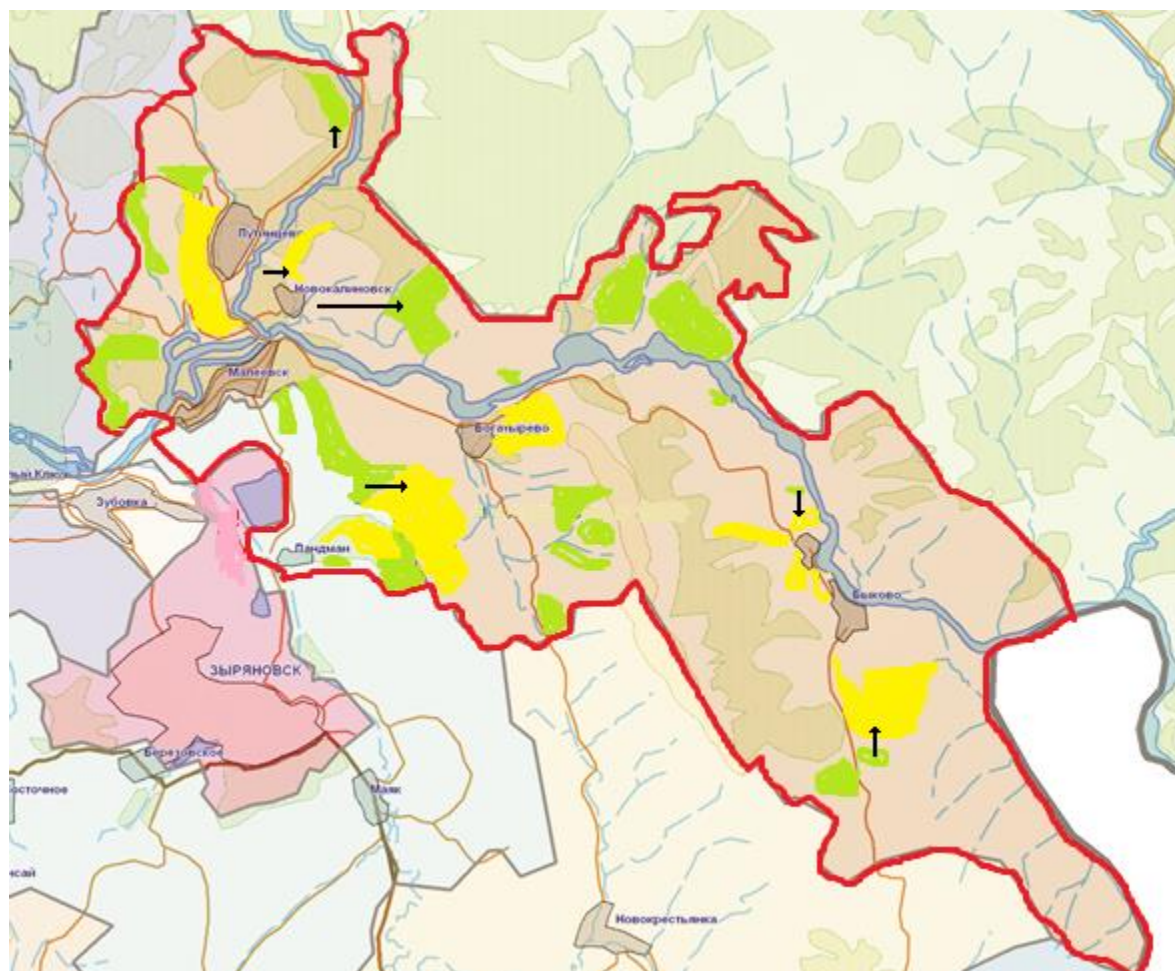 Путинцево
Новокалиновск
Малеевск
Богатырево
Зубовка
Ландман
Быково
ЗЫРЯНОВСК
Березовское
Маяк
Новокрестьянка